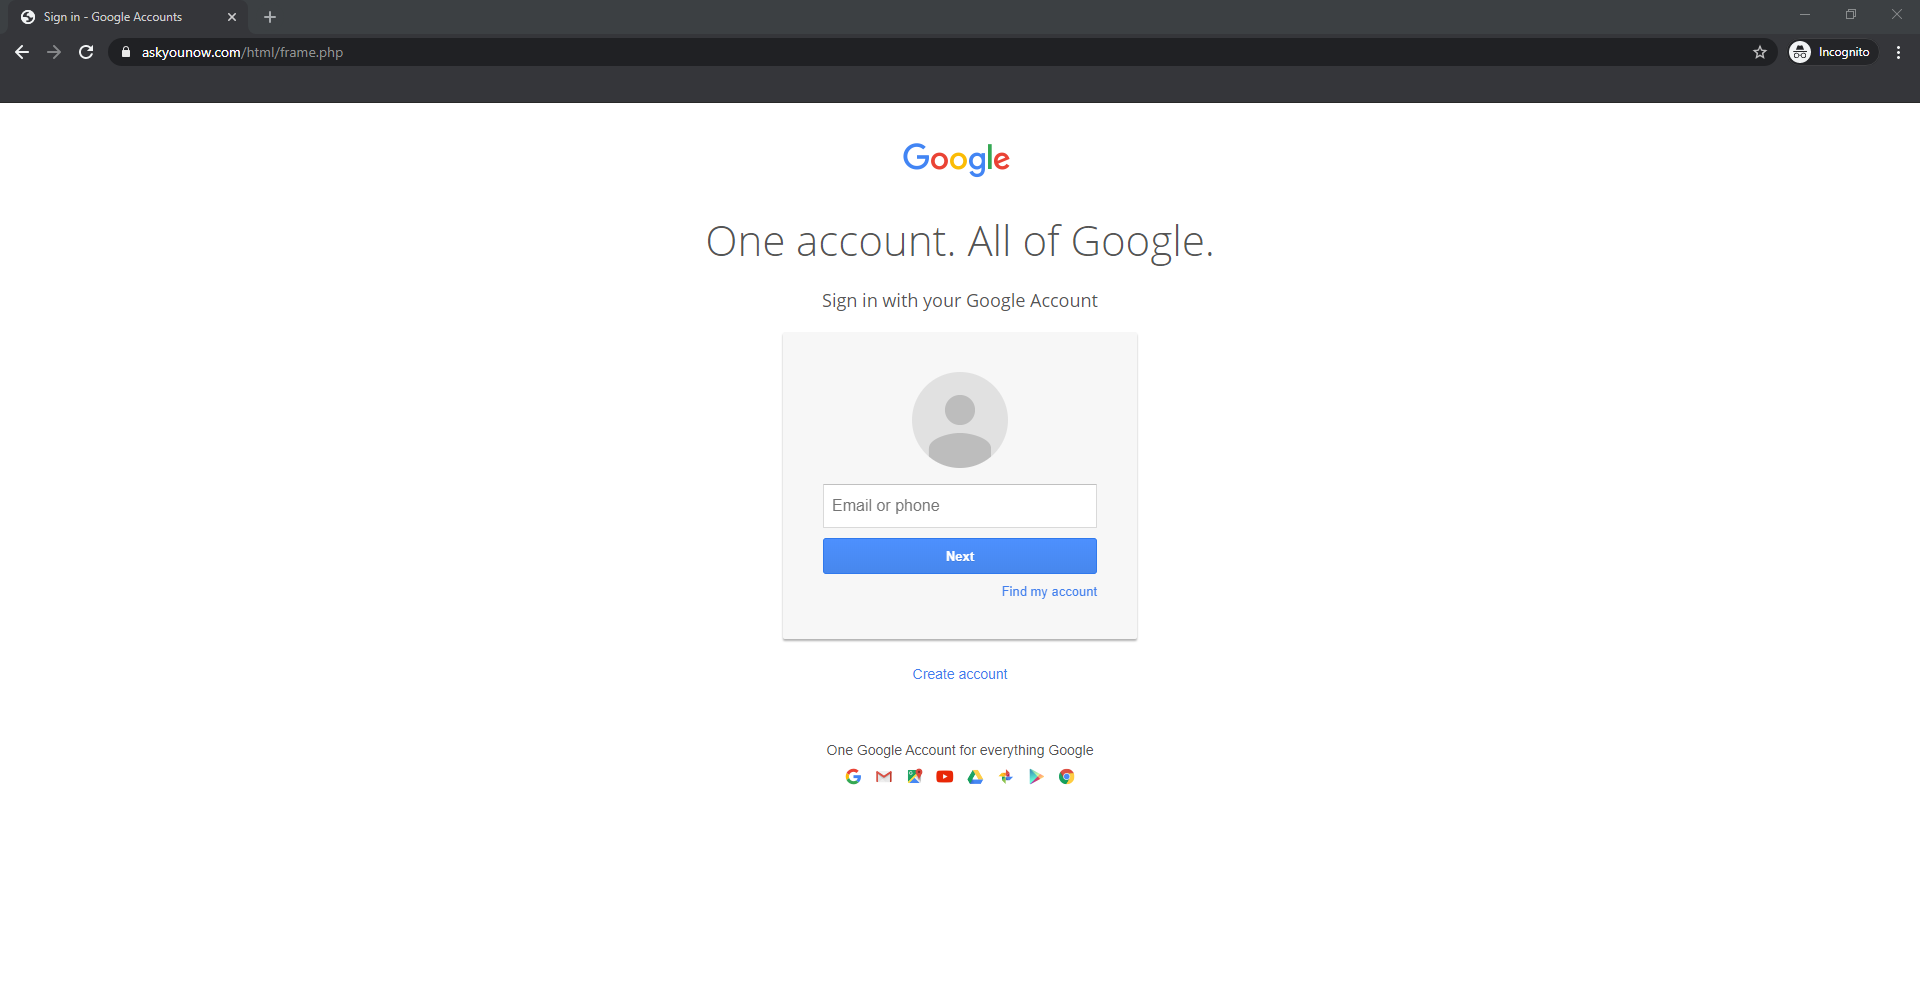 Sign in - Google Accounts
askyounow.com/html/frame.php
Incognito
Google
One account. All of Google.
Sign in with your Google Account
Email or phone
Next
Find my account
Create account
One Google Account for everything Google